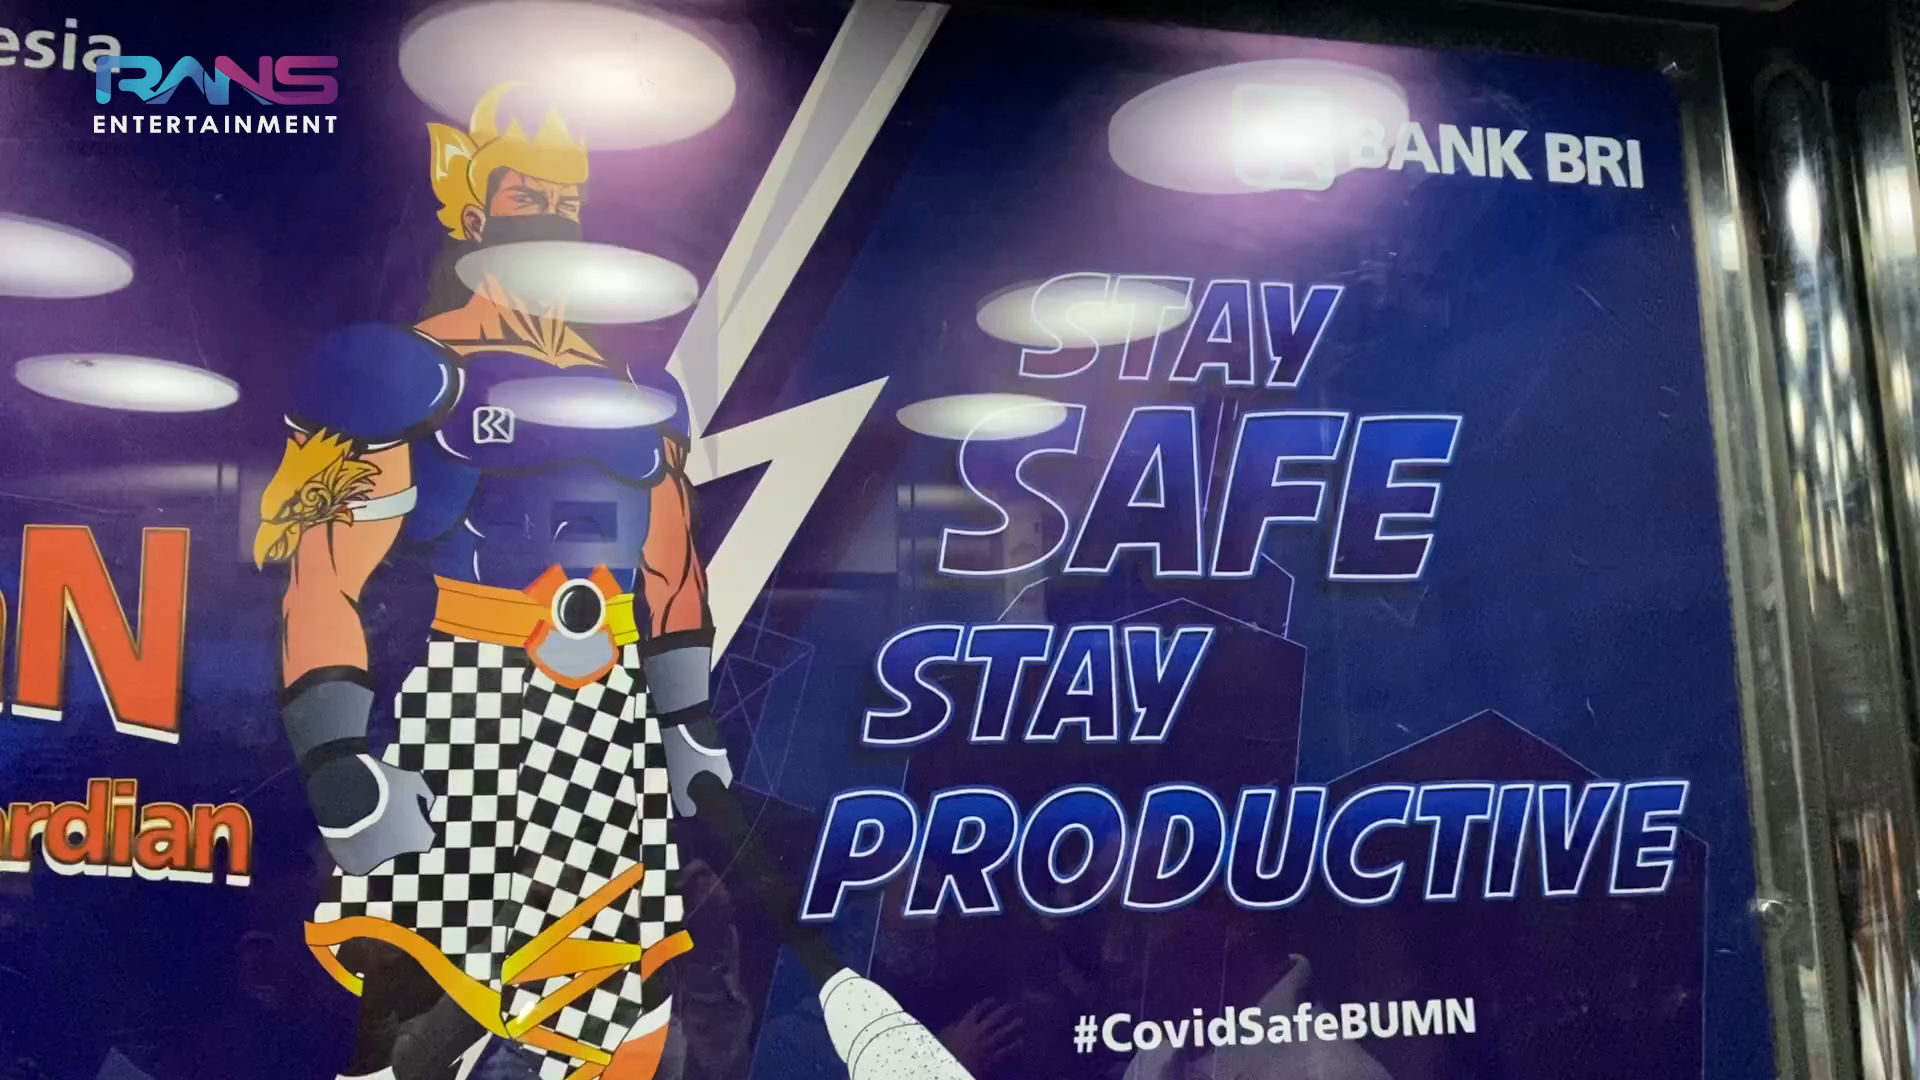 esia
RANS
ENTERTAINMENT
BANK BRI
STAY
SAFE
STAY
PRODUCTIVE
N
rdian
#CovidSafeBUMN